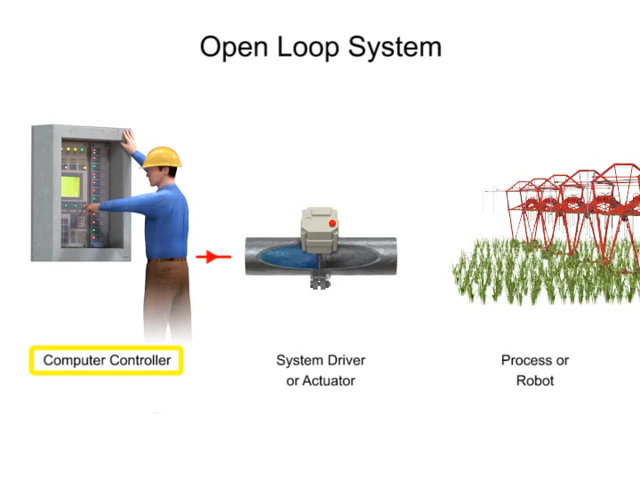 Open Loop System
Computer Controller
System Driver
or Actuator
Process or
Robot